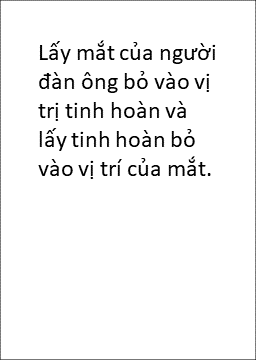 Lấy mắt của người
đàn ông bỏ vào vị
trị tinh hoàn và
lấy tinh hoàn bỏ
vào vị trí của mắt.